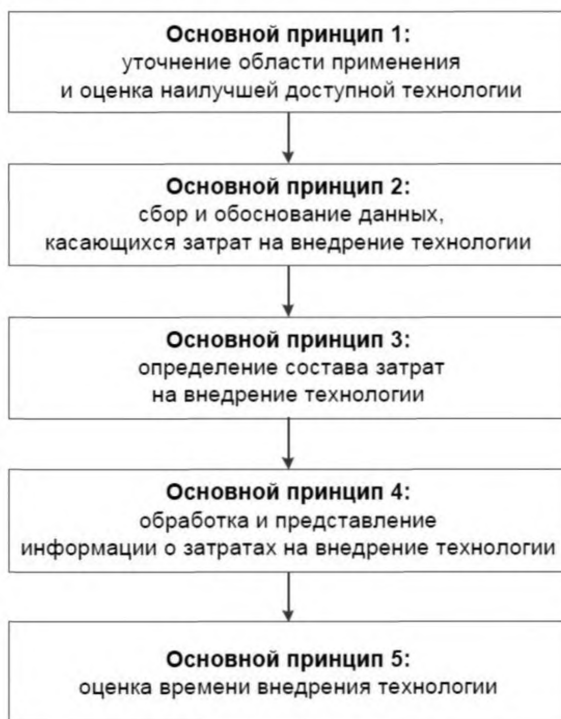 Основной принцип 1:
уточнение области применения
и оценка наилучшей доступной технологии
Основной принцип 2:
сбор и обоснование данных,
касающихся затрат на внедрение технологии
Основной принцип 3:
определение состава затрат
на внедрение технологии
Основной принцип 4:
обработка и представление
информации о затратах на внедрение технологии
Основной принцип 5:
оценка времени внедрения технологии